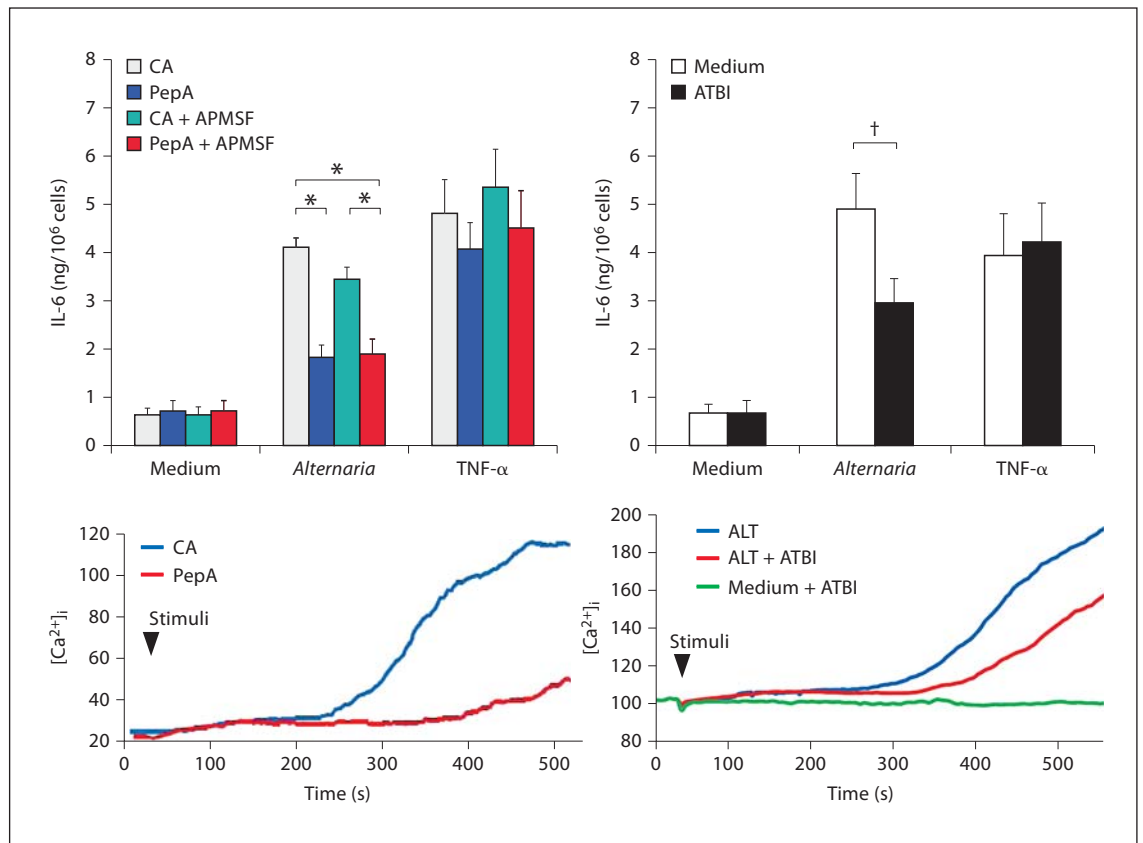 8
7
6
5
4
3
2
1
0
IL-6 (ng/10⁶ cells)
CA
PepA
CA + APMSF
PepA + APMSF
*
* *
Medium Alternaria TNF-α
8
7
6
5
4
3
2
1
0
IL-6 (ng/10⁶ cells)
Medium
ATBI
†
Medium Alternaria TNF-α
120
100
80
60
40
20
[Ca²⁺]i
CA
PepA
Stimuli
0 100 200 300 400 500
Time (s)
200
180
160
140
120
100
80
[Ca²⁺]i
ALT
ALT + ATBI
Medium + ATBI
Stimuli
0 100 200 300 400 500
Time (s)